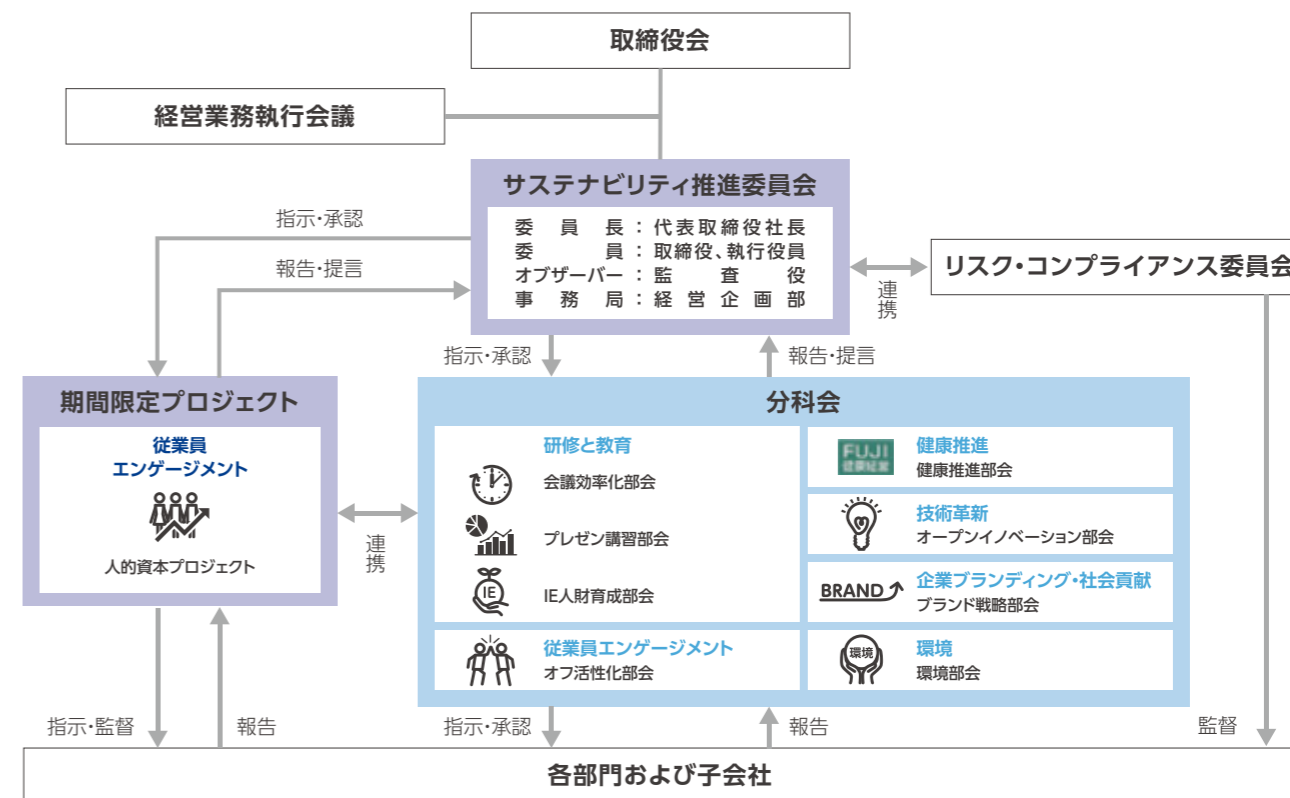 取締役会
経営業務執行会議
サステナビリティ推進委員会
委員長：代表取締役社長
委員：取締役、執行役員
オブザーバー：監査役
事務局：経営企画部
指示・承認
報告・提言
連携
リスク・コンプライアンス委員会
指示・承認
報告・提言
期間限定プロジェクト
従業員
エンゲージメント
人的資本プロジェクト
連携
分科会
研修と教育
会議効率化部会
プレゼン講習部会
IE
IE人財育成部会
従業員エンゲージメント
オフ活性化部会
FUJI
健康推進
健康推進部会
技術革新
オープンイノベーション部会
BRAND
企業ブランディング・社会貢献
ブランド戦略部会
環境
環境
環境部会
指示・監督
報告
指示・承認
報告
監督
各部門および子会社